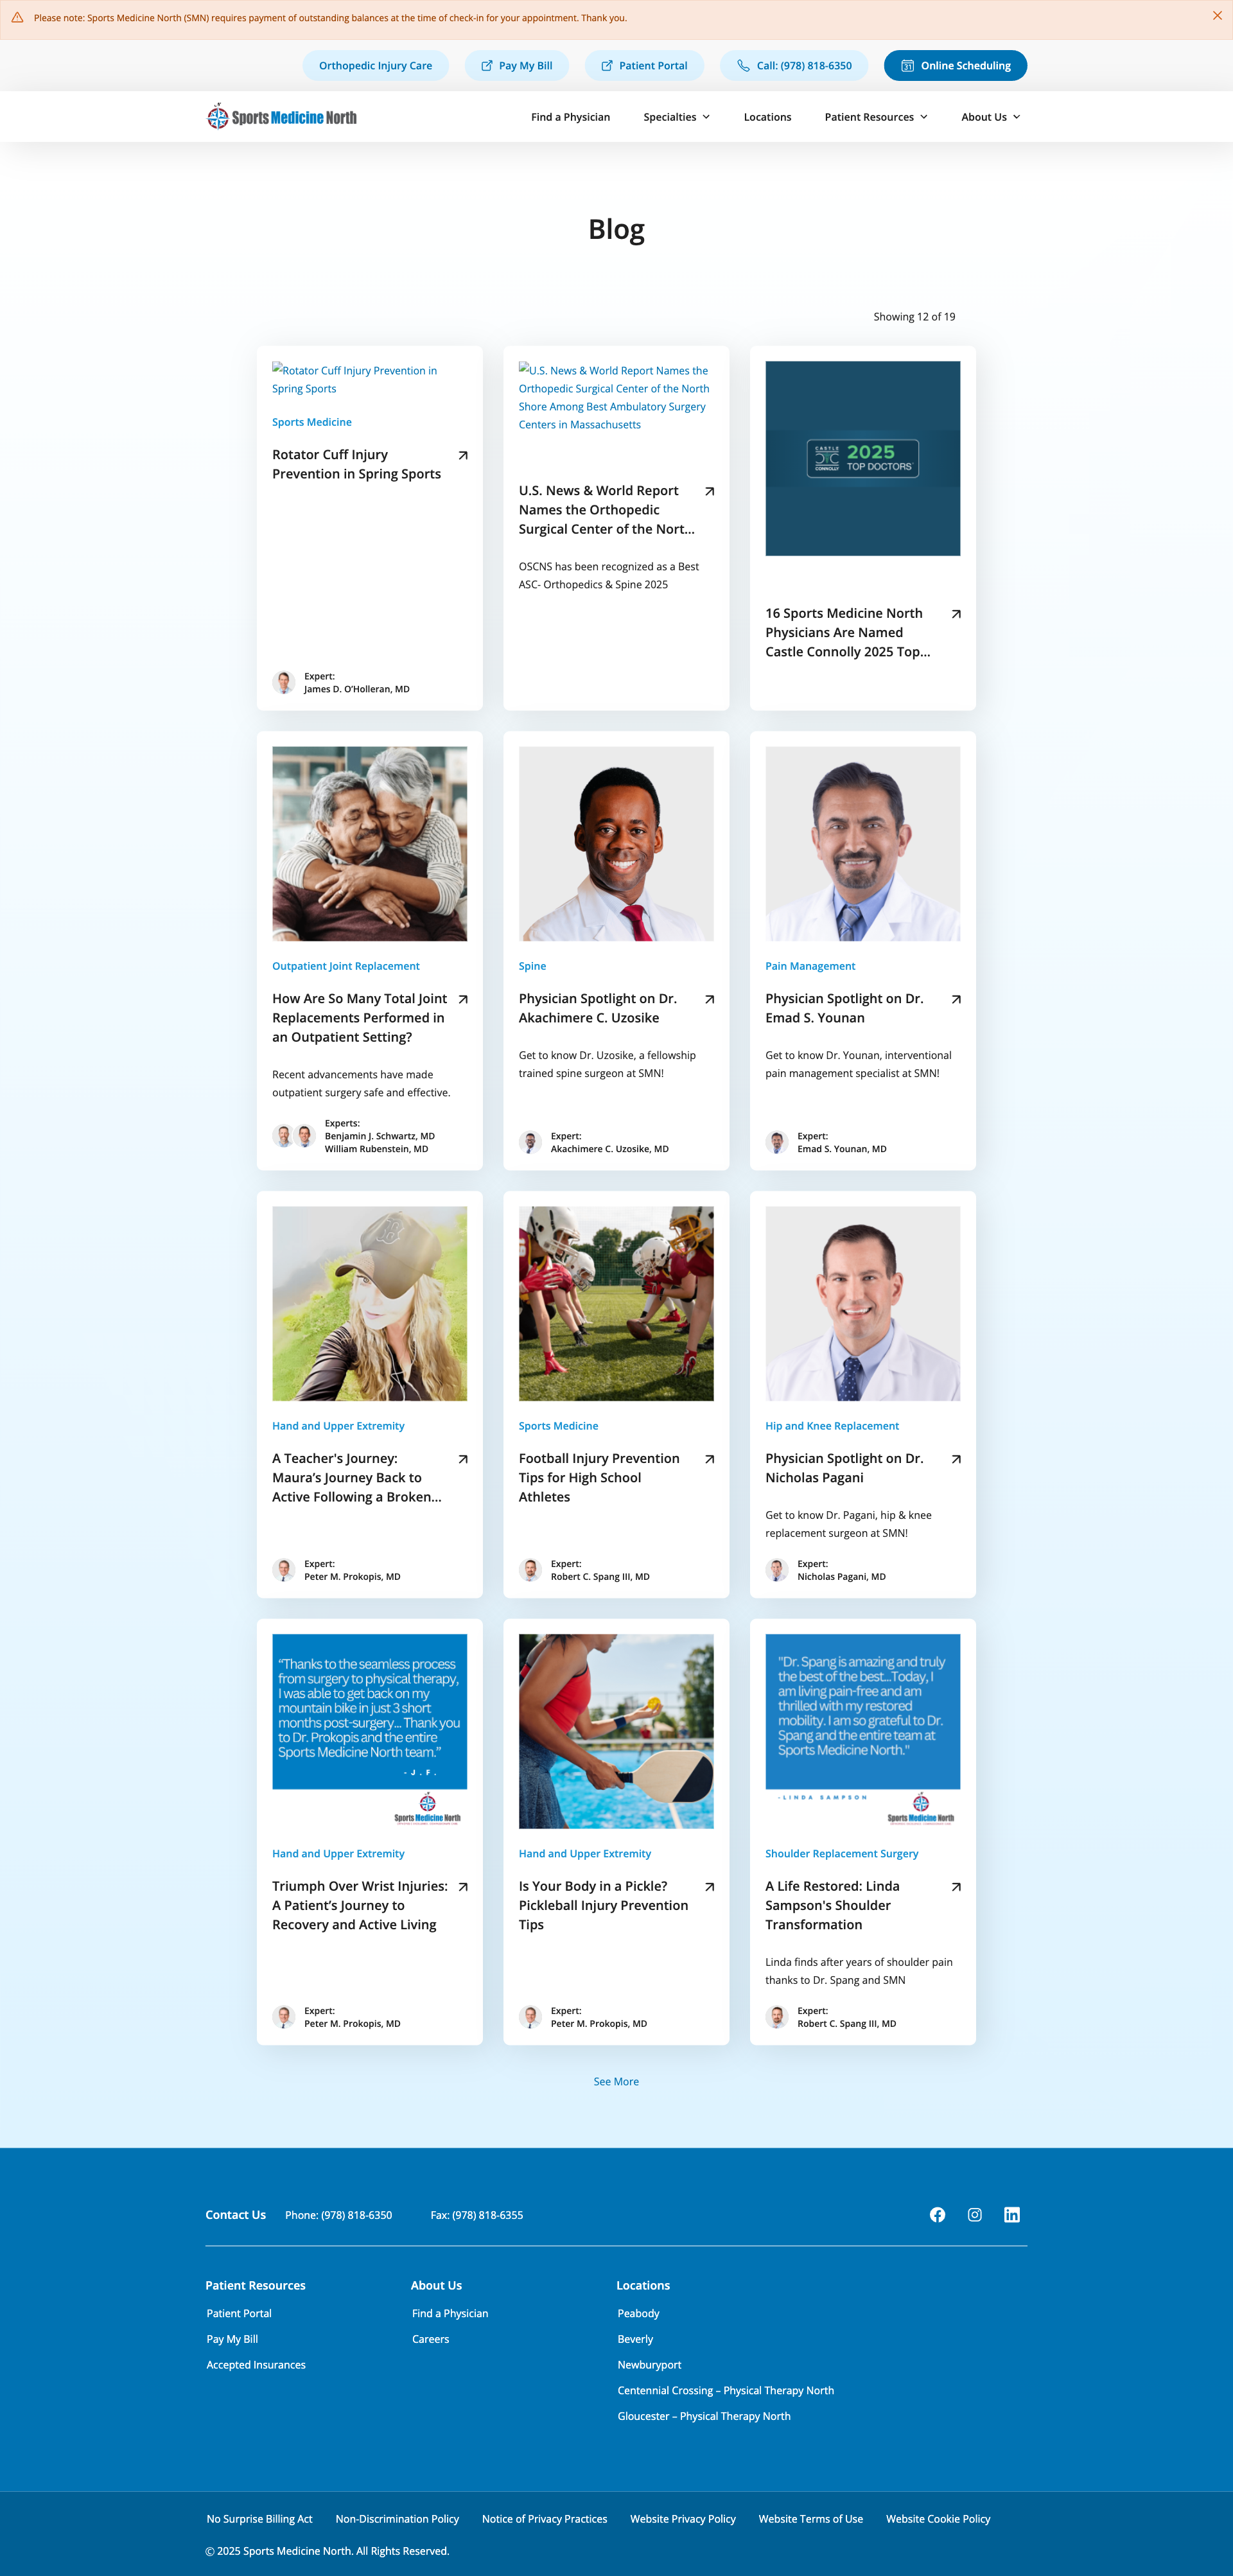 Please note: Sports Medicine North (SMN) requires payment of outstanding balances at the time of check-in for your appointment. Thank you.
Orthopedic Injury Care
Pay My Bill
Patient Portal
Call: (978) 818-6350
Online Scheduling
Sports Medicine North
Find a Physician
Specialties
Locations
Patient Resources
About Us
Blog
Showing 12 of 19
Rotator Cuff Injury Prevention in
Spring Sports
Sports Medicine
Rotator Cuff Injury
Prevention in Spring Sports
Expert:
James D. O’Holleran, MD
U.S. News & World Report Names the
Orthopedic Surgical Center of the North
Shore Among Best Ambulatory Surgery
Centers in Massachusetts
U.S. News & World Report
Names the Orthopedic
Surgical Center of the Nort...
OSCNS has been recognized as a Best
ASC- Orthopedics & Spine 2025
CASTLE
CONNOLLY
2025
TOP DOCTORS
16 Sports Medicine North
Physicians Are Named
Castle Connolly 2025 Top...
Outpatient Joint Replacement
How Are So Many Total Joint
Replacements Performed in
an Outpatient Setting?
Recent advancements have made
outpatient surgery safe and effective.
Experts:
Benjamin J. Schwartz, MD
William Rubenstein, MD
Spine
Physician Spotlight on Dr.
Akachimere C. Uzosike
Get to know Dr. Uzosike, a fellowship
trained spine surgeon at SMN!
Expert:
Akachimere C. Uzosike, MD
Pain Management
Physician Spotlight on Dr.
Emad S. Younan
Get to know Dr. Younan, interventional
pain management specialist at SMN!
Expert:
Emad S. Younan, MD
Hand and Upper Extremity
A Teacher's Journey:
Maura’s Journey Back to
Active Following a Broken...
Expert:
Peter M. Prokopis, MD
Sports Medicine
Football Injury Prevention
Tips for High School
Athletes
Expert:
Robert C. Spang III, MD
Hip and Knee Replacement
Physician Spotlight on Dr.
Nicholas Pagani
Get to know Dr. Pagani, hip & knee
replacement surgeon at SMN!
Expert:
Nicholas Pagani, MD
“Thanks to the seamless process
from surgery to physical therapy,
I was able to get back on my
mountain bike in just 3 short
months post-surgery... Thank you
to Dr. Prokopis and the entire
Sports Medicine North team.”
- J.F.
Sports Medicine North
Hand and Upper Extremity
Triumph Over Wrist Injuries:
A Patient’s Journey to
Recovery and Active Living
Expert:
Peter M. Prokopis, MD
Hand and Upper Extremity
Is Your Body in a Pickle?
Pickleball Injury Prevention
Tips
Expert:
Peter M. Prokopis, MD
"Dr. Spang is amazing and truly
the best of the best...Today, I
am living pain-free and am
thrilled with my restored
mobility. I am so grateful to Dr.
Spang and the entire team at
Sports Medicine North."
-LINDA SAMPSON
Sports Medicine North
Shoulder Replacement Surgery
A Life Restored: Linda
Sampson's Shoulder
Transformation
Linda finds after years of shoulder pain
thanks to Dr. Spang and SMN
Expert:
Robert C. Spang III, MD
See More
Contact Us
Phone: (978) 818-6350
Fax: (978) 818-6355
Patient Resources
Patient Portal
Pay My Bill
Accepted Insurances
About Us
Find a Physician
Careers
Locations
Peabody
Beverly
Newburyport
Centennial Crossing – Physical Therapy North
Gloucester – Physical Therapy North
No Surprise Billing Act
Non-Discrimination Policy
Notice of Privacy Practices
Website Privacy Policy
Website Terms of Use
Website Cookie Policy
© 2025 Sports Medicine North. All Rights Reserved.